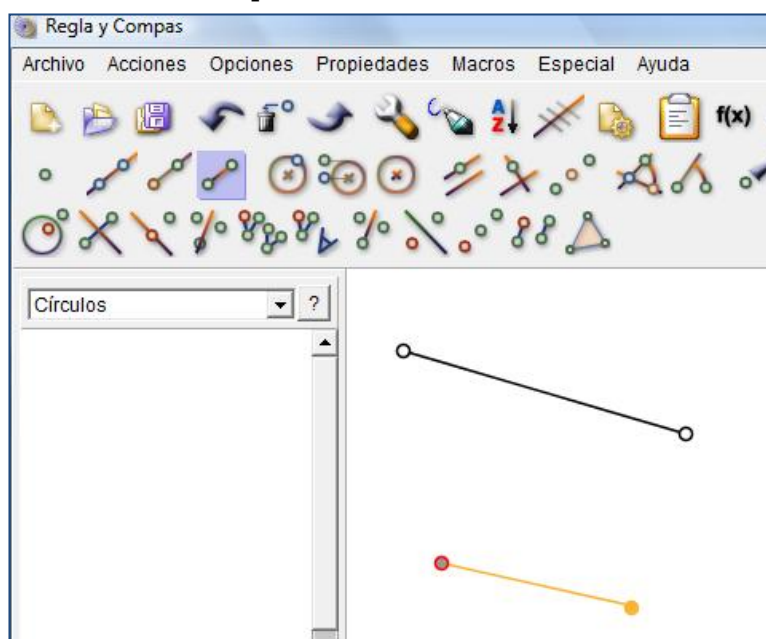 Regla y Compas
Archivo Acciones Opciones Propiedades Macros Especial Ayuda
A Z f(x)
Círculos ?